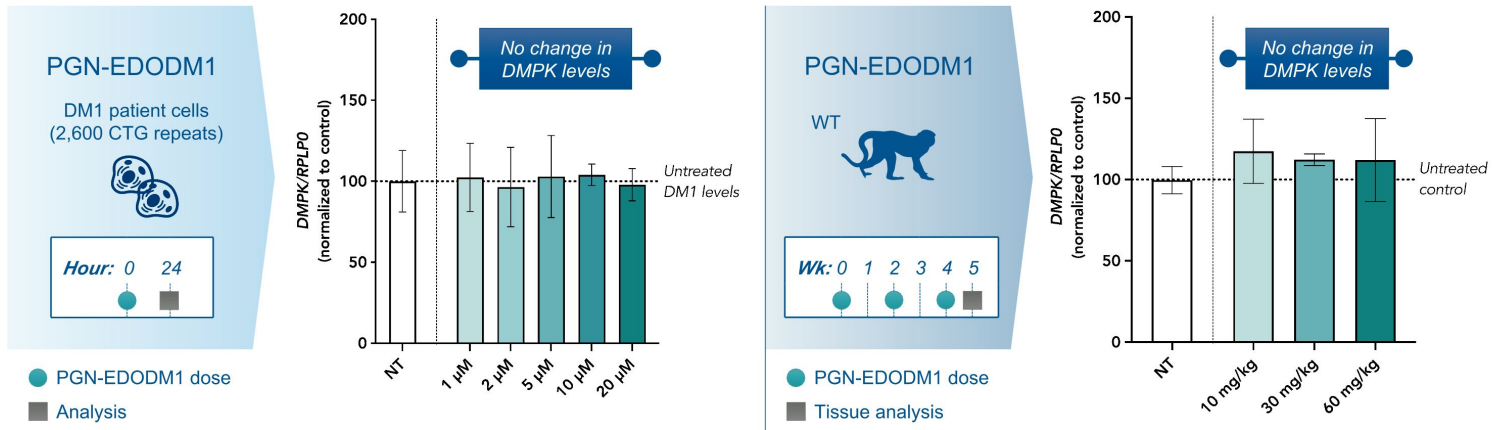 PGN-EDODM1
DM1 patient cells
(2,600 CTG repeats)
Hour: 0 24
PGN-EDODM1 dose
Analysis
DMPK/RPLP0
(normalized to control)
200
150
100
50
0
No change in
DMPK levels
Untreated
DM1 levels
NT
1 µM
2 µM
5 µM
10 µM
20 µM
PGN-EDODM1
WT
Wk: 0 1 2 3 4 5
PGN-EDODM1 dose
Tissue analysis
DMPK/RPLP0
(normalized to control)
200
150
100
50
0
No change in
DMPK levels
Untreated
control
NT
10 mg/kg
30 mg/kg
60 mg/kg